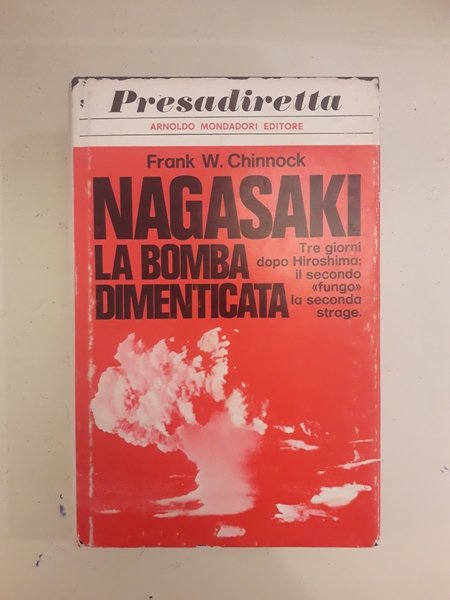 Presadiretta
ARNOLDO MONDADORI EDITORE
Frank W. Chinnock
NAGASAKI
LA BOMBA
DIMENTICATA
Tre giorni
dopo Hiroshima:
il secondo
«fungo»
la seconda
strage.